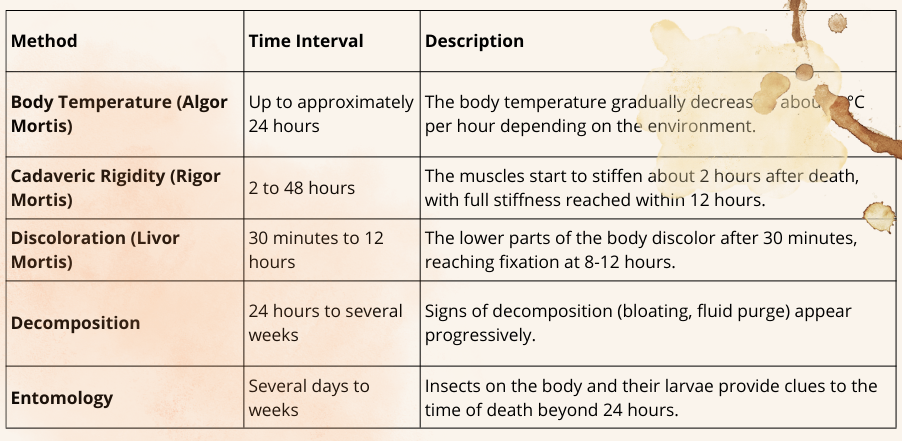 Method Time Interval Description
Body Temperature (Algor Up to approximately The body temperature gradually decreas abou °C
Mortis) 24 hours per hour depending on the environment.
Cadaveric Rigidity (Rigor 2 to 48 hours The muscles start to stiffen about 2 hours after death,
Mortis) with full stiffness reached within 12 hours.
Discoloration (Livor 30 minutes to 12 The lower parts of the body discolor after 30 minutes,
Mortis) hours reaching fixation at 8-12 hours.
Decomposition 24 hours to several Signs of decomposition (bloating, fluid purge) appear
weeks progressively.
Entomology Several days to Insects on the body and their larvae provide clues to the
weeks time of death beyond 24 hours.